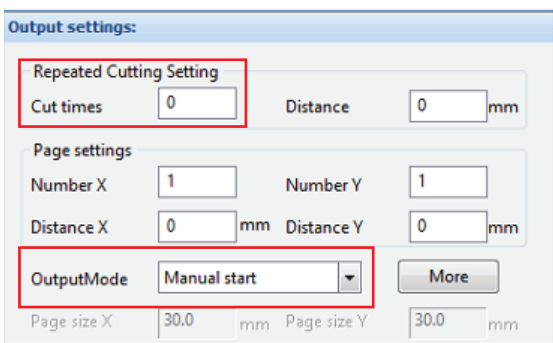 Output settings:
Repeated Cutting Setting
Cut times 0 Distance 0 mm
Page settings
Number X 1 Number Y 1
Distance X 0 mm Distance Y 0 mm
OutputMode Manual start More
Page size X 30.0 mm Page size Y 30.0 mm